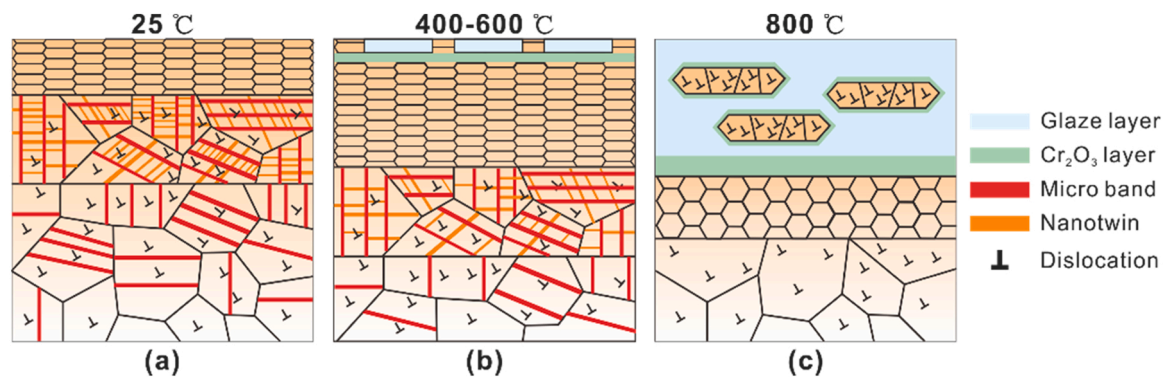 25 ℃
400-600 ℃
800 ℃
Glaze layer
Cr₂O₃ layer
Micro band
Nanotwin
Dislocation
(a)
(b)
(c)